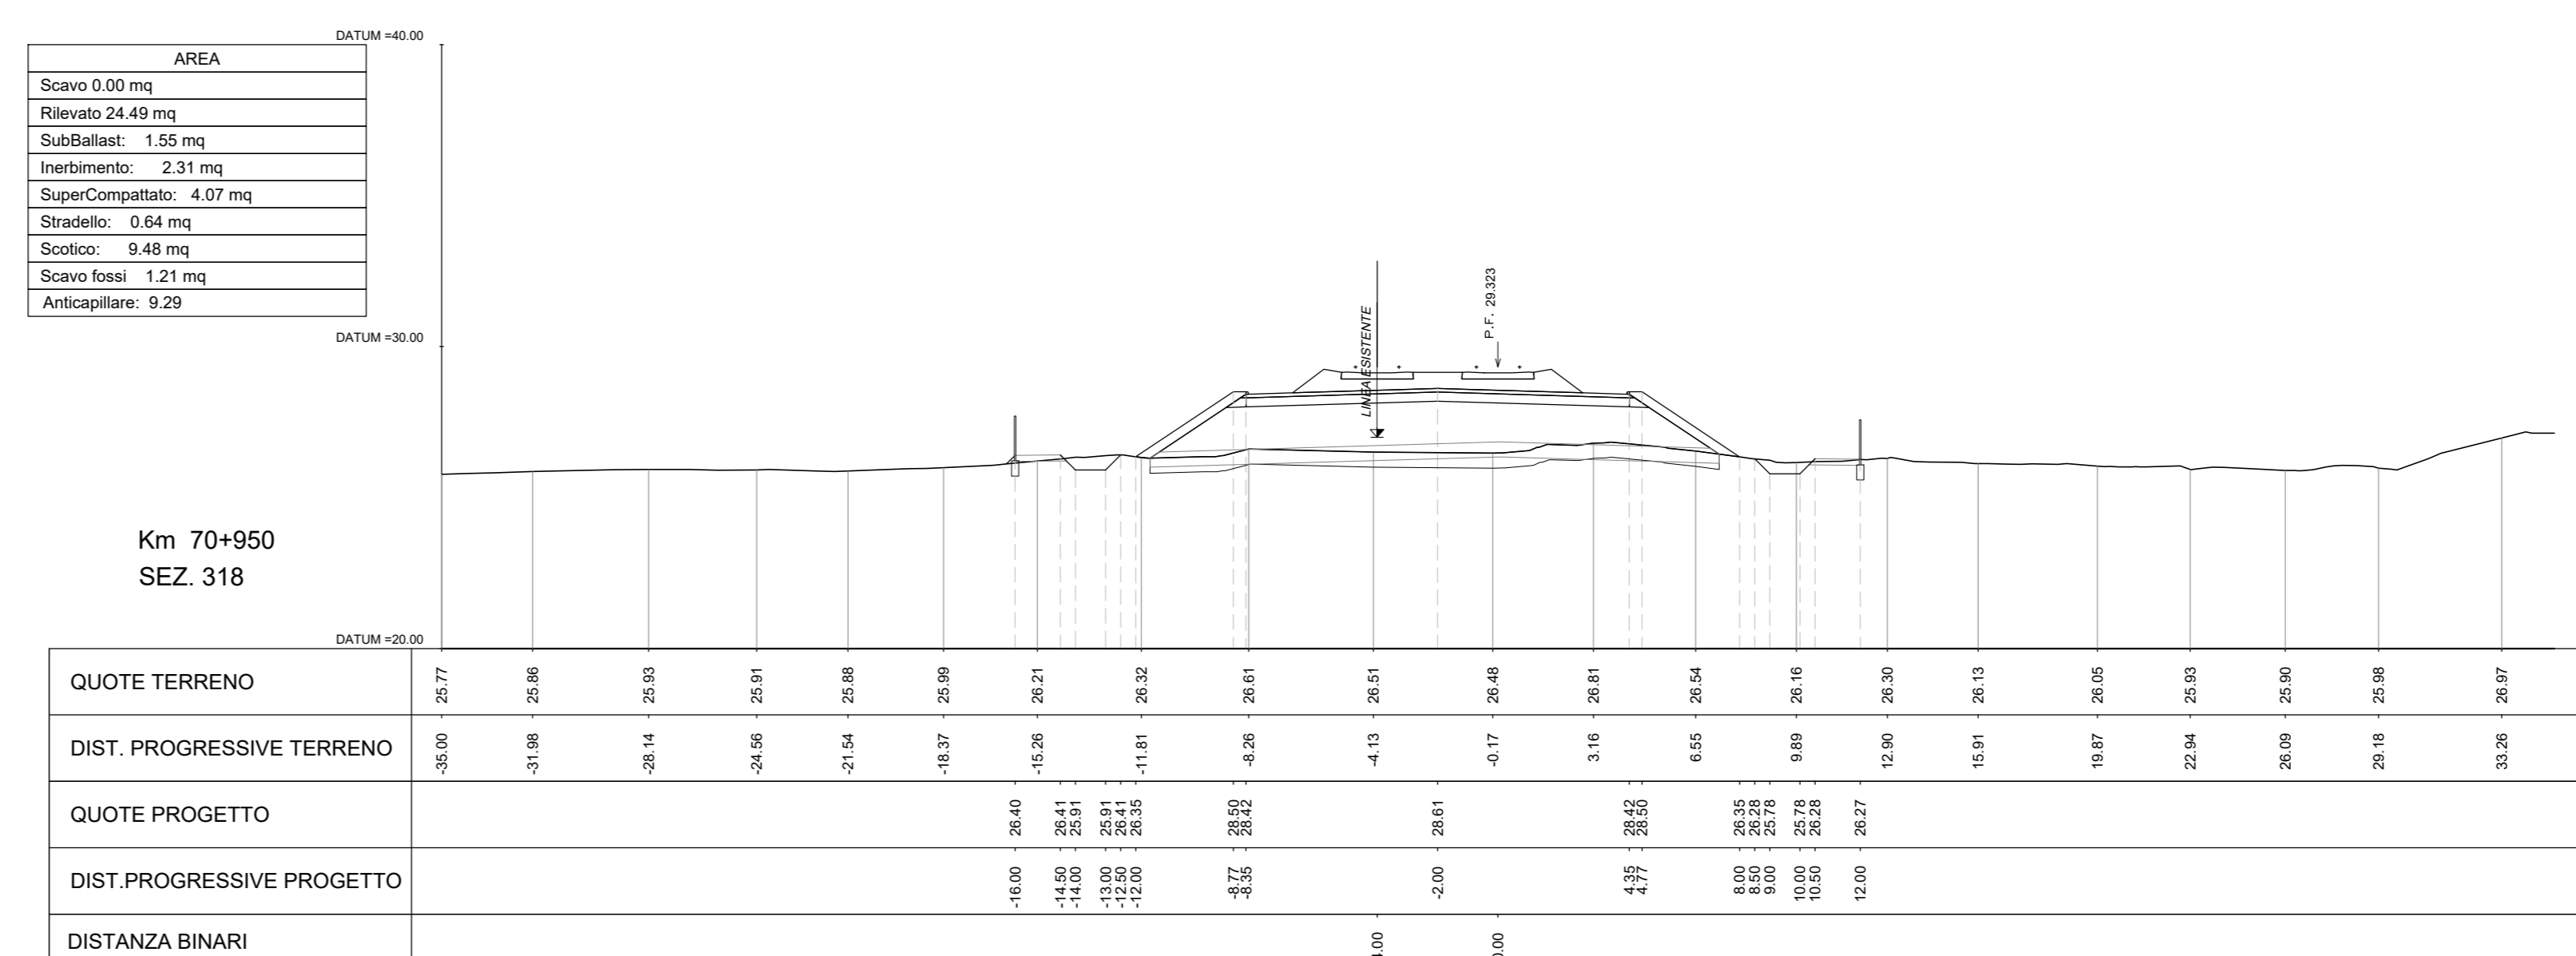 DATUM =40.00
AREA
Scavo 0.00 mq
Rilevato 24.49 mq
SubBallast: 1.55 mq
Inerbimento: 2.31 mq
SuperCompattato: 4.07 mq
Stradello: 0.64 mq
Scotico: 9.48 mq
Scavo fossi 1.21 mq
Anticapillare: 9.29
DATUM =30.00
LINEA ESISTENTE
P.F. 29.323
Km 70+950
SEZ. 318
DATUM =20.00
QUOTE TERRENO 25.77 25.86 25.93 25.91 25.88 25.99 26.21 26.32 26.61 26.51 26.48 26.81 26.54 26.16 26.30 26.13 26.05 25.93 25.90 25.98 26.97
DIST. PROGRESSIVE TERRENO -35.00 -31.98 -28.14 -24.56 -21.54 -18.37 -15.26 -11.81 -8.26 -4.13 -0.17 3.16 6.55 9.89 12.90 15.91 19.87 22.94 26.09 29.18 33.26
QUOTE PROGETTO 26.40 26.41 25.91 25.91 26.41 26.35 28.50 28.42 28.61 28.42 28.50 26.35 26.28 25.78 25.78 26.28 26.27
DIST.PROGRESSIVE PROGETTO -16.00 -14.50 -14.00 -13.00 -12.50 -12.00 -8.77 -8.35 -2.00 4.35 4.77 8.00 8.50 9.00 10.00 10.50 12.00
DISTANZA BINARI